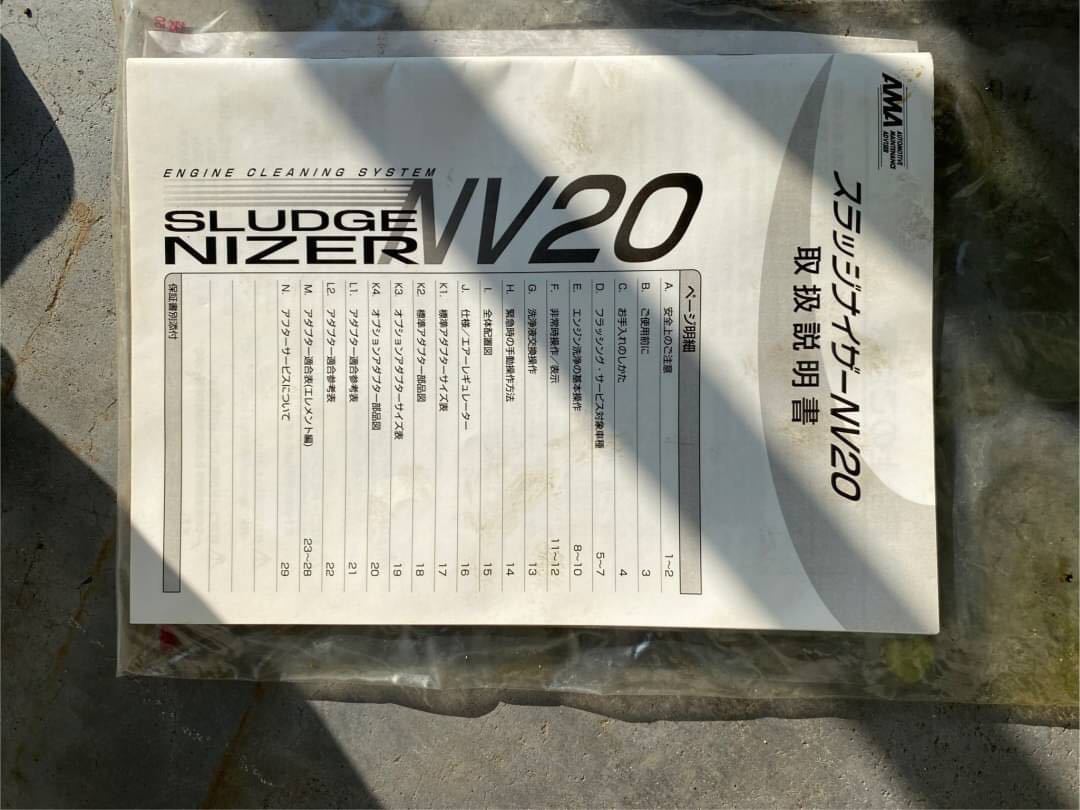 AMA
AUTOMOTIVE
MAINTENANCE
ADVISER
スラッジナイザーNV20
取扱説明書
ENGINE CLEANING SYSTEM
SLUDGE
NIZER
NV20
ページ明細
A. 安全上のご注意 1〜2
B. ご使用前に 3
C. お手入れのしかた 4
D. フラッシング・サービス対象車種 5〜7
E. エンジン洗浄の基本操作 8〜10
F. 非常時操作／表示 11〜12
G. 洗浄液交換操作 13
H. 緊急時の手動操作方法 14
I. 全体配置図 15
J. 仕様／エアーレギュレーター 16
K1. 標準アダプターサイズ表 17
K2. 標準アダプター部品図 18
K3. オプションアダプターサイズ表 19
K4. オプションアダプター部品図 20
L1. アダプター適合参考表 21
L2. アダプター適合参考表 22
M. アダプター適合表(エレメント編) 23〜28
N. アフターサービスについて 29
保証書別添付